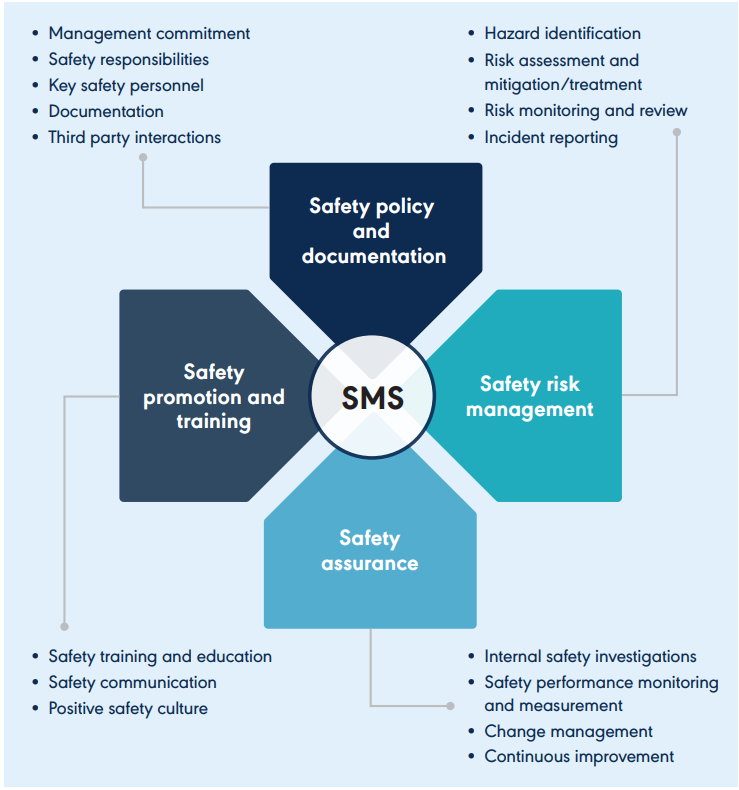 • Management commitment
• Safety responsibilities
• Key safety personnel
• Documentation
• Third party interactions
• Hazard identification
• Risk assessment and
mitigation/treatment
• Risk monitoring and review
• Incident reporting
Safety policy
and
documentation
Safety
promotion and
training
SMS
Safety risk
management
Safety
assurance
• Safety training and education
• Safety communication
• Positive safety culture
• Internal safety investigations
• Safety performance monitoring
and measurement
• Change management
• Continuous improvement